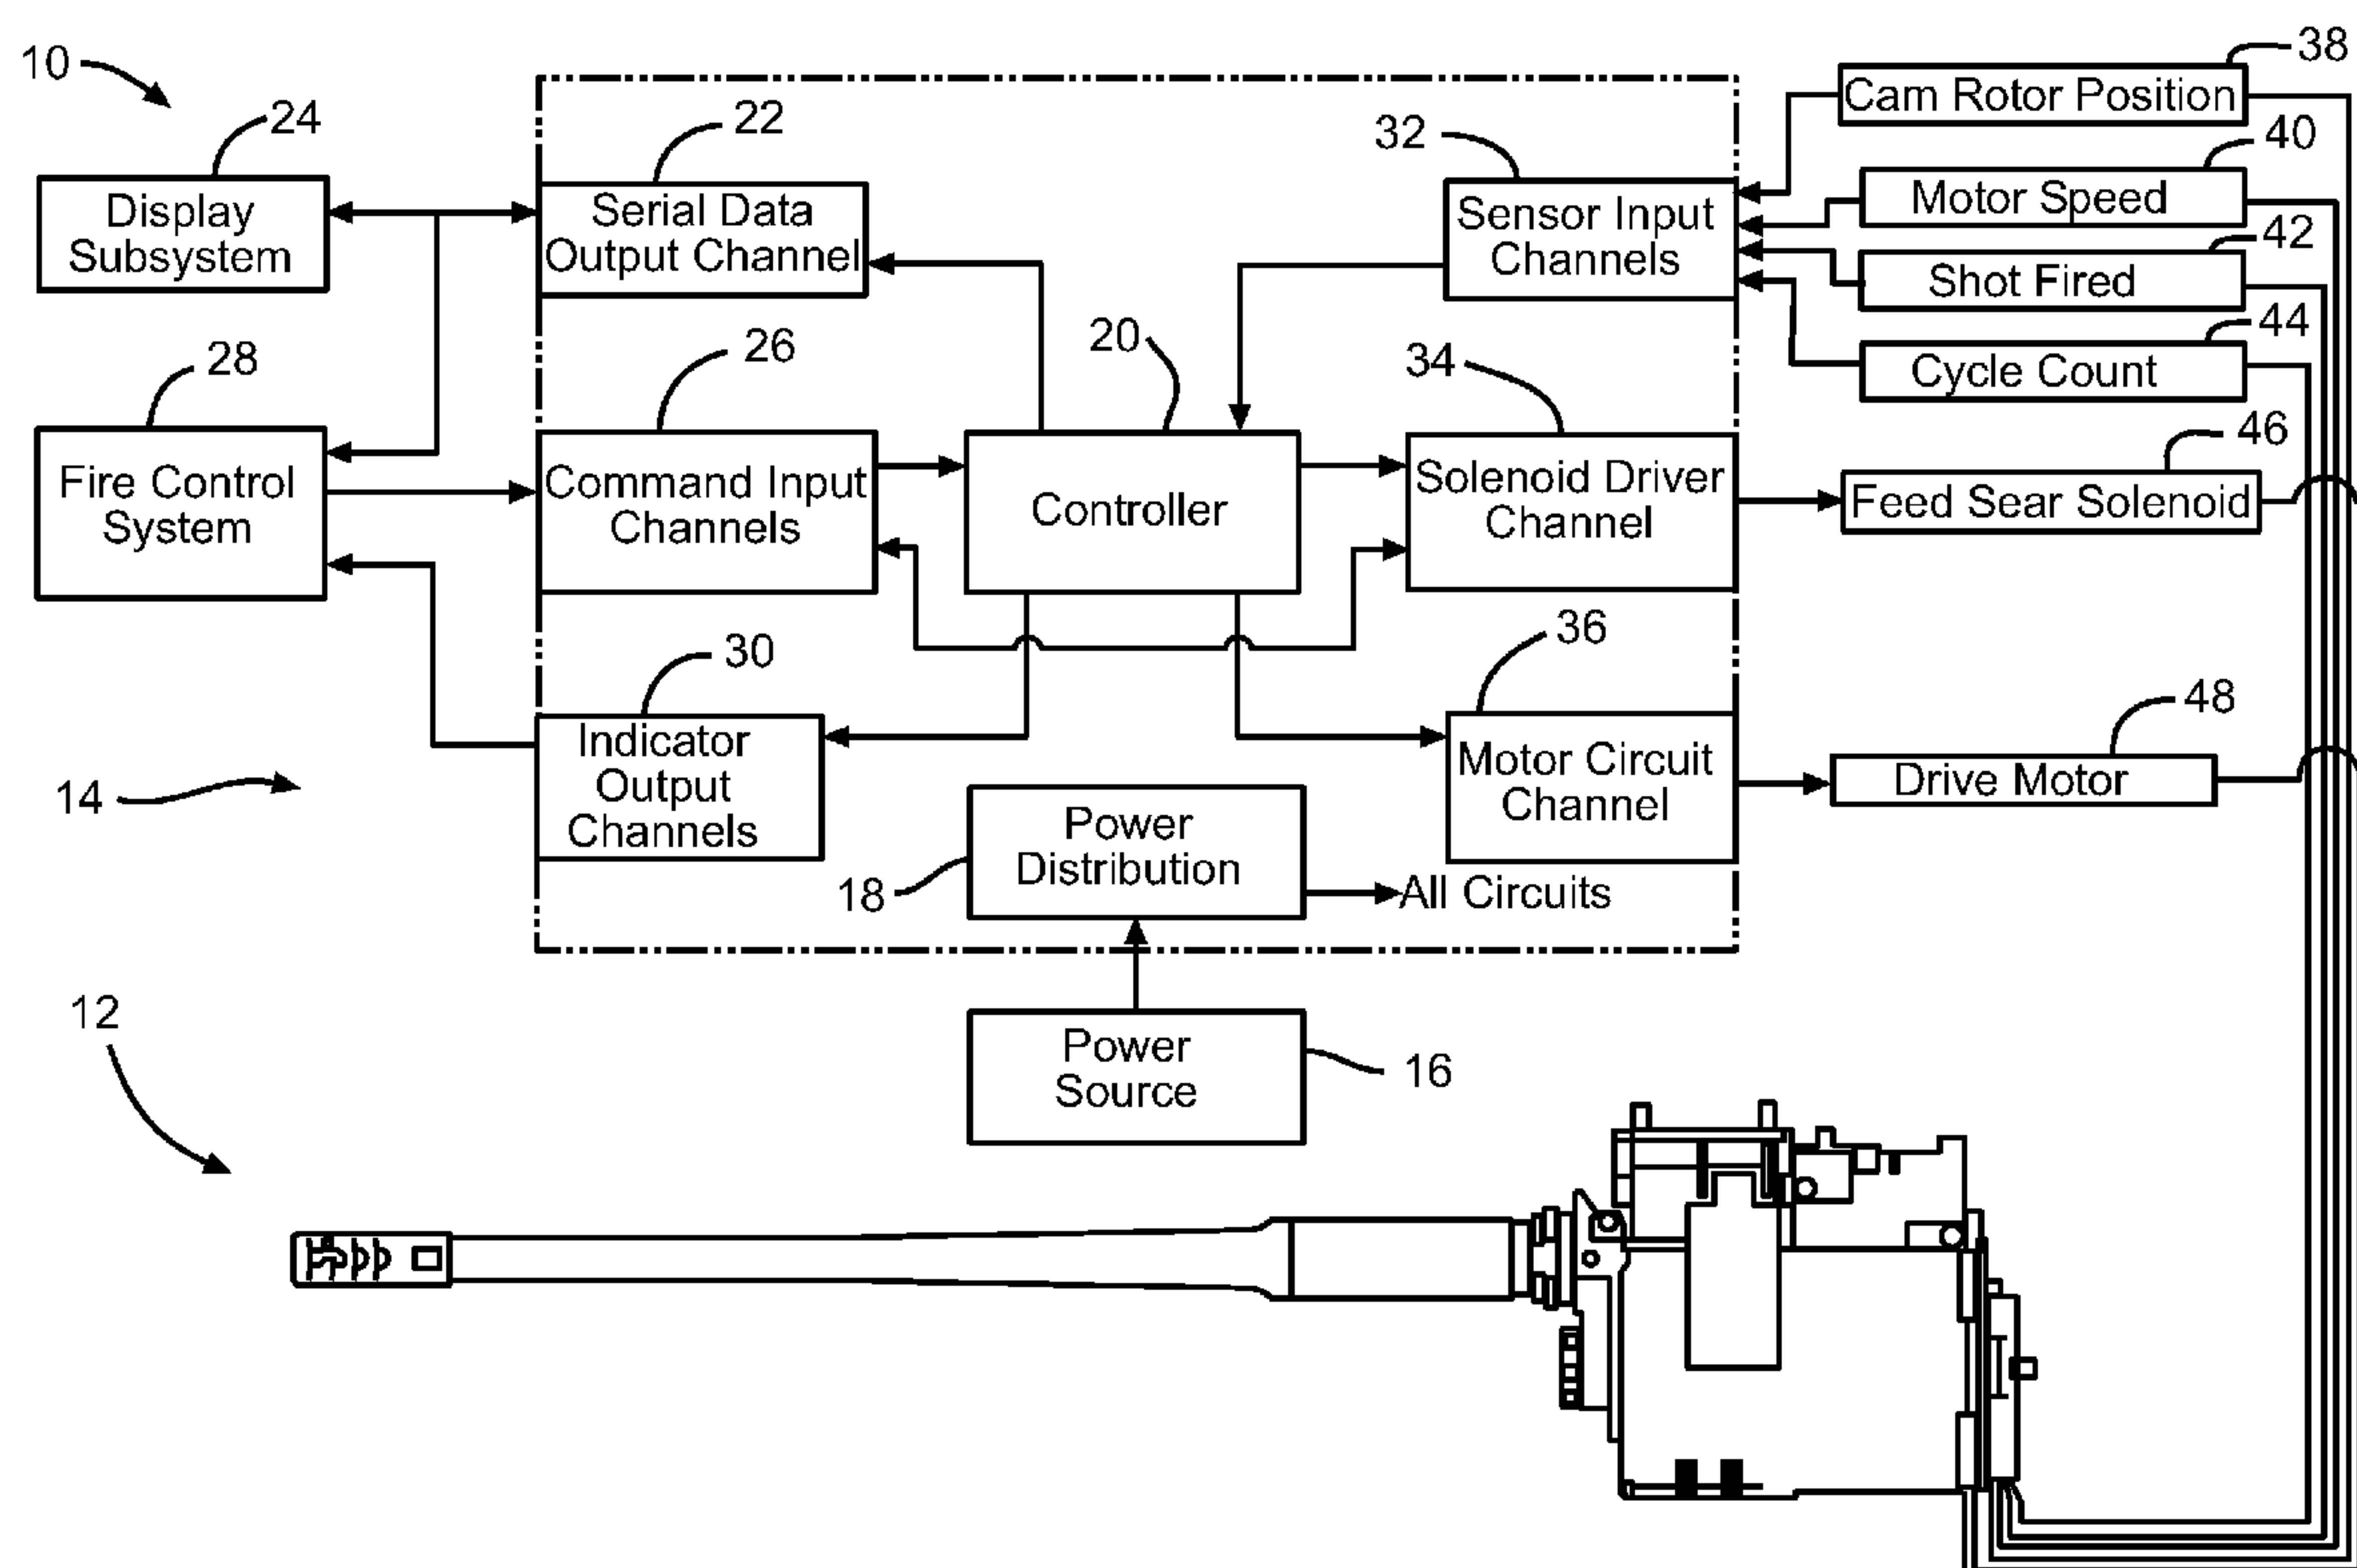 10
24
Display
Subsystem
22
Serial Data
Output Channel
32
Sensor Input
Channels
38
Cam Rotor Position
40
Motor Speed
42
Shot Fired
44
Cycle Count
28
Fire Control
System
26
Command Input
Channels
20
Controller
34
Solenoid Driver
Channel
46
Feed Sear Solenoid
30
Indicator
Output
Channels
36
Motor Circuit
Channel
48
Drive Motor
14
18
Power
Distribution
All Circuits
12
Power
Source
16